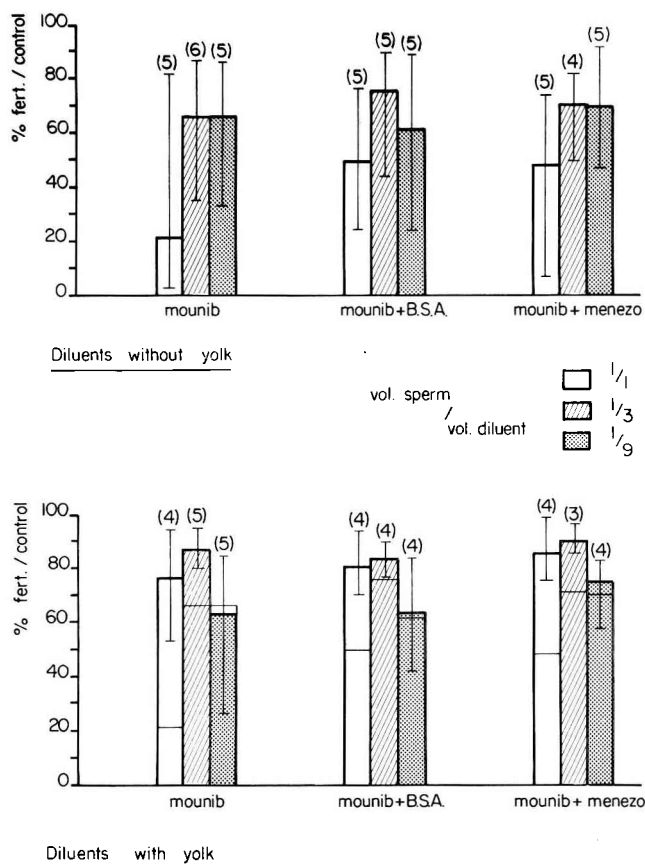 % fert. / control
100
80
60
40
20
0
(5) (6) (5)
(5) (5) (5)
(5) (4) (5)
mounib mounib+B.S.A. mounib+ menezo
Diluents without yolk
vol. sperm / vol. diluent
1/1
1/3
1/9
% fert. / control
100
80
60
40
20
0
(4) (5) (5)
(4) (4) (4)
(4) (3) (4)
mounib mounib+B.S.A. mounib+ menezo
Diluents with yolk